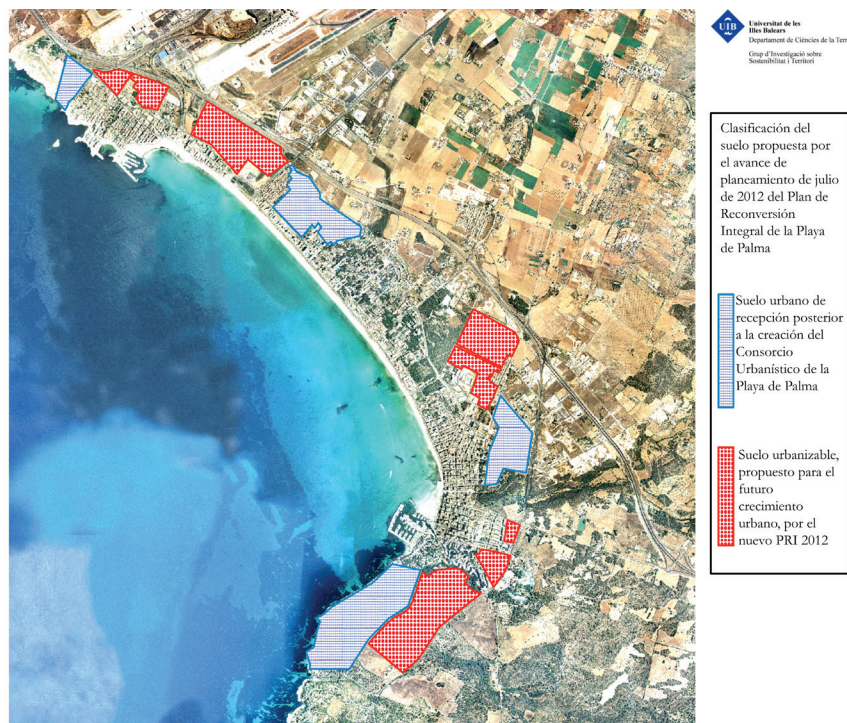 UIB
Universitat de les
Illes Balears
Departament de Ciències de la Terra
Grup d'Investigació sobre
Sostenibilitat i Territori
Clasificación del
suelo propuesta por
el avance de
planeamiento de julio
de 2012 del Plan de
Reconversión
Integral de la Playa
de Palma
Suelo urbano de
recepción posterior
a la creación del
Consorcio
Urbanístico de la
Playa de Palma
Suelo urbanizable,
propuesto para el
futuro
crecimiento
urbano, por el
nuevo PRI 2012